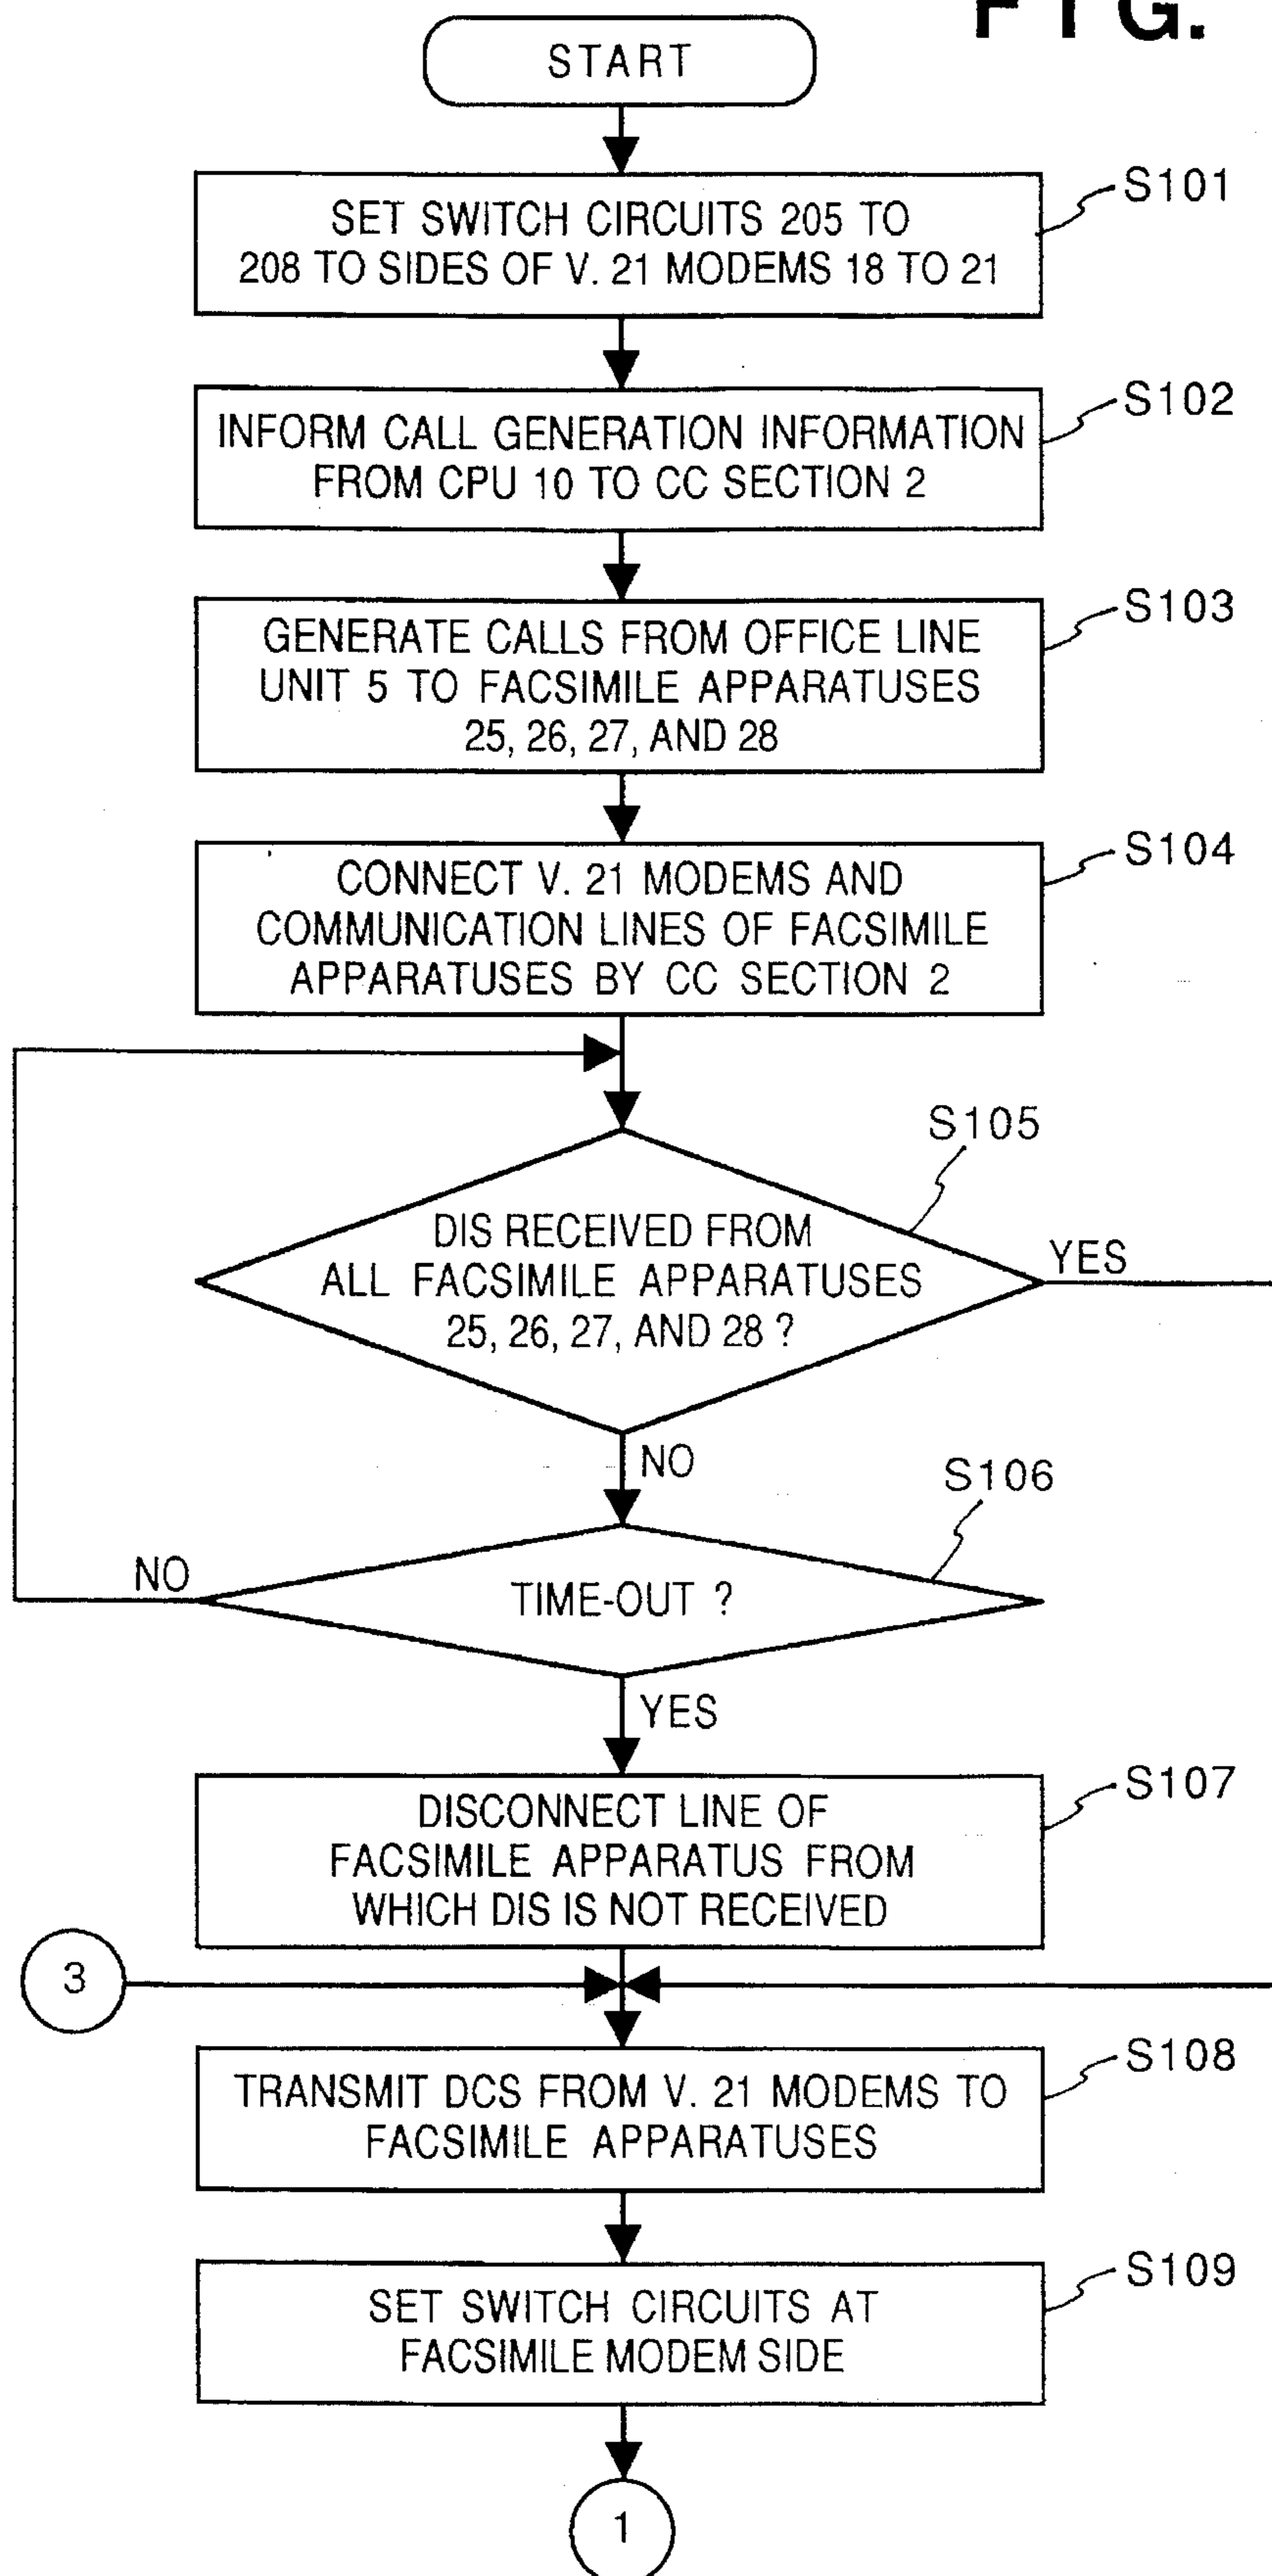 FIG.
START
S101
SET SWITCH CIRCUITS 205 TO
208 TO SIDES OF V. 21 MODEMS 18 TO 21
S102
INFORM CALL GENERATION INFORMATION
FROM CPU 10 TO CC SECTION 2
S103
GENERATE CALLS FROM OFFICE LINE
UNIT 5 TO FACSIMILE APPARATUSES
25, 26, 27, AND 28
S104
CONNECT V. 21 MODEMS AND
COMMUNICATION LINES OF FACSIMILE
APPARATUSES BY CC SECTION 2
S105
DIS RECEIVED FROM
ALL FACSIMILE APPARATUSES
25, 26, 27, AND 28 ?
YES
NO
S106
NO
TIME-OUT ?
YES
S107
DISCONNECT LINE OF
FACSIMILE APPARATUS FROM
WHICH DIS IS NOT RECEIVED
3
S108
TRANSMIT DCS FROM V. 21 MODEMS TO
FACSIMILE APPARATUSES
S109
SET SWITCH CIRCUITS AT
FACSIMILE MODEM SIDE
1